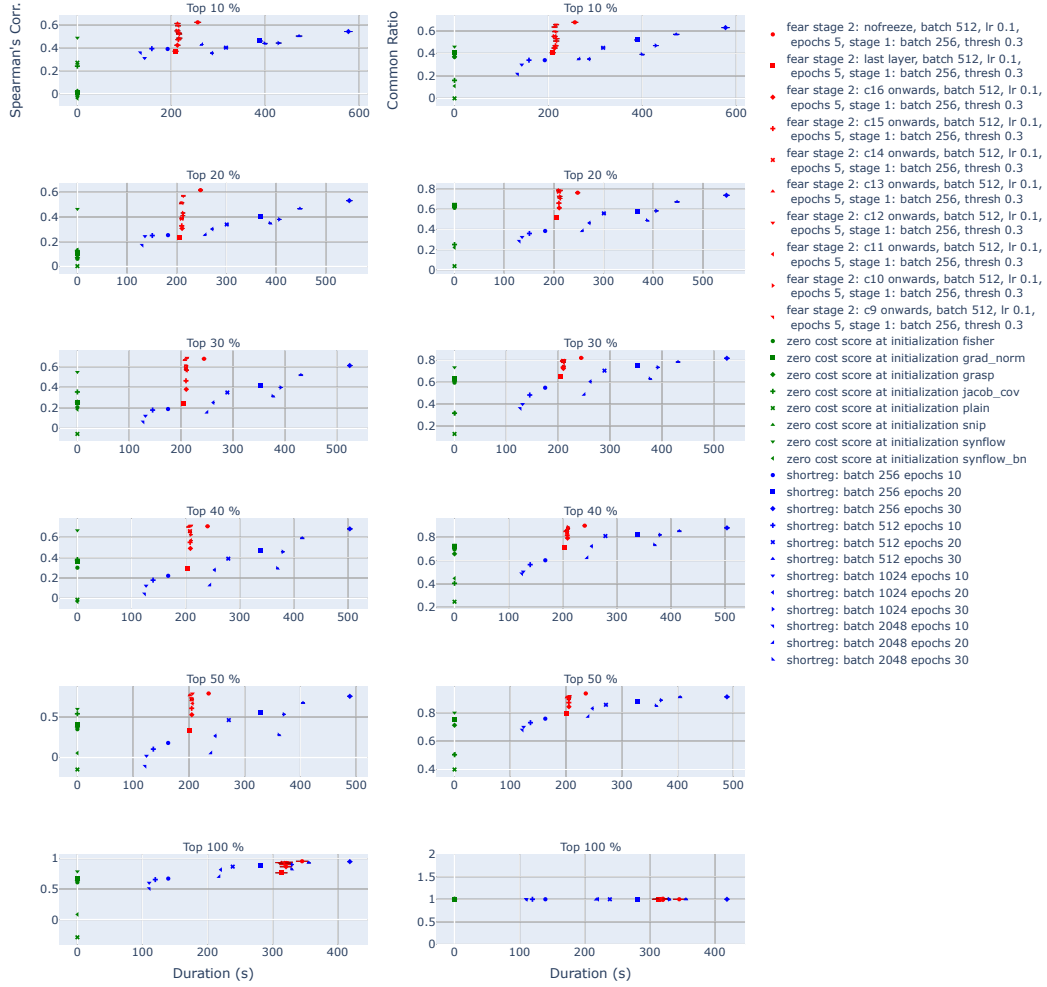 Top 10 %
Spearman's Corr.
0.6
0.4
0.2
0
0
200
400
600
Top 10 %
Common Ratio
0.6
0.4
0.2
0
0
100
200
300
400
500
600
Top 20 %
0.6
0.4
0.2
0
0
100
200
300
400
500
Top 20 %
0.8
0.6
0.4
0.2
0
0
100
200
300
400
500
Top 30 %
0.6
0.4
0.2
0
0
100
200
300
400
500
Top 30 %
0.8
0.6
0.4
0.2
0
100
200
300
400
500
Top 40 %
0.6
0.4
0.2
0
0
100
200
300
400
500
Top 40 %
0.8
0.6
0.4
0.2
0
100
200
300
400
500
Top 50 %
0.5
0
0
100
200
300
400
500
Top 50 %
0.8
0.6
0.4
0
100
200
300
400
500
Top 100 %
1
0.5
0
0
100
200
300
400
Duration (s)
Top 100 %
2
1.5
1
0.5
0
0
100
200
300
400
Duration (s)
fear stage 2: nofreeze, batch 512, lr 0.1,
epochs 5, stage 1: batch 256, thresh 0.3
fear stage 2: last layer, batch 512, lr 0.1,
epochs 5, stage 1: batch 256, thresh 0.3
fear stage 2: c16 onwards, batch 512, lr 0.1,
epochs 5, stage 1: batch 256, thresh 0.3
fear stage 2: c15 onwards, batch 512, lr 0.1,
epochs 5, stage 1: batch 256, thresh 0.3
fear stage 2: c14 onwards, batch 512, lr 0.1,
epochs 5, stage 1: batch 256, thresh 0.3
fear stage 2: c13 onwards, batch 512, lr 0.1,
epochs 5, stage 1: batch 256, thresh 0.3
fear stage 2: c12 onwards, batch 512, lr 0.1,
epochs 5, stage 1: batch 256, thresh 0.3
fear stage 2: c11 onwards, batch 512, lr 0.1,
epochs 5, stage 1: batch 256, thresh 0.3
fear stage 2: c10 onwards, batch 512, lr 0.1,
epochs 5, stage 1: batch 256, thresh 0.3
fear stage 2: c9 onwards, batch 512, lr 0.1,
epochs 5, stage 1: batch 256, thresh 0.3
zero cost score at initialization fisher
zero cost score at initialization grad_norm
zero cost score at initialization grasp
zero cost score at initialization jacob_cov
zero cost score at initialization plain
zero cost score at initialization snip
zero cost score at initialization synflow
zero cost score at initialization synflow_bn
shortreg: batch 256 epochs 10
shortreg: batch 256 epochs 20
shortreg: batch 256 epochs 30
shortreg: batch 512 epochs 10
shortreg: batch 512 epochs 20
shortreg: batch 512 epochs 30
shortreg: batch 1024 epochs 10
shortreg: batch 1024 epochs 20
shortreg: batch 1024 epochs 30
shortreg: batch 2048 epochs 10
shortreg: batch 2048 epochs 20
shortreg: batch 2048 epochs 30